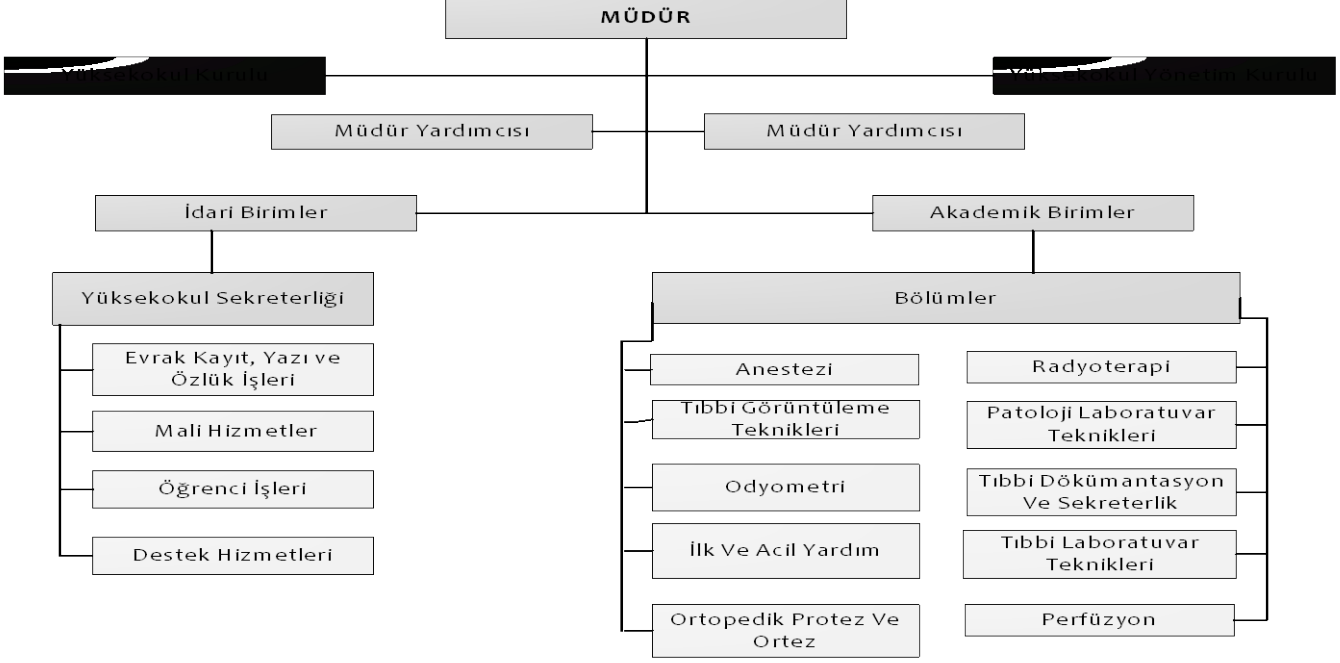 MÜDÜR
Yüksekokul Kurulu
Yüksekokul Yönetim Kurulu
Müdür Yardımcısı
Müdür Yardımcısı
İdari Birimler
Akademik Birimler
Yüksekokul Sekreterliği
Bölümler
Evrak Kayıt, Yazı ve
Özlük İşleri
Mali Hizmetler
Öğrenci İşleri
Destek Hizmetleri
Anestezi
Tıbbi Görüntüleme
Teknikleri
Odyometri
İlk Ve Acil Yardım
Ortopedik Protez Ve
Ortez
Radyoterapi
Patoloji Laboratuvar
Teknikleri
Tıbbi Dökümantasyon
Ve Sekreterlik
Tıbbi Laboratuvar
Teknikleri
Perfüzyon